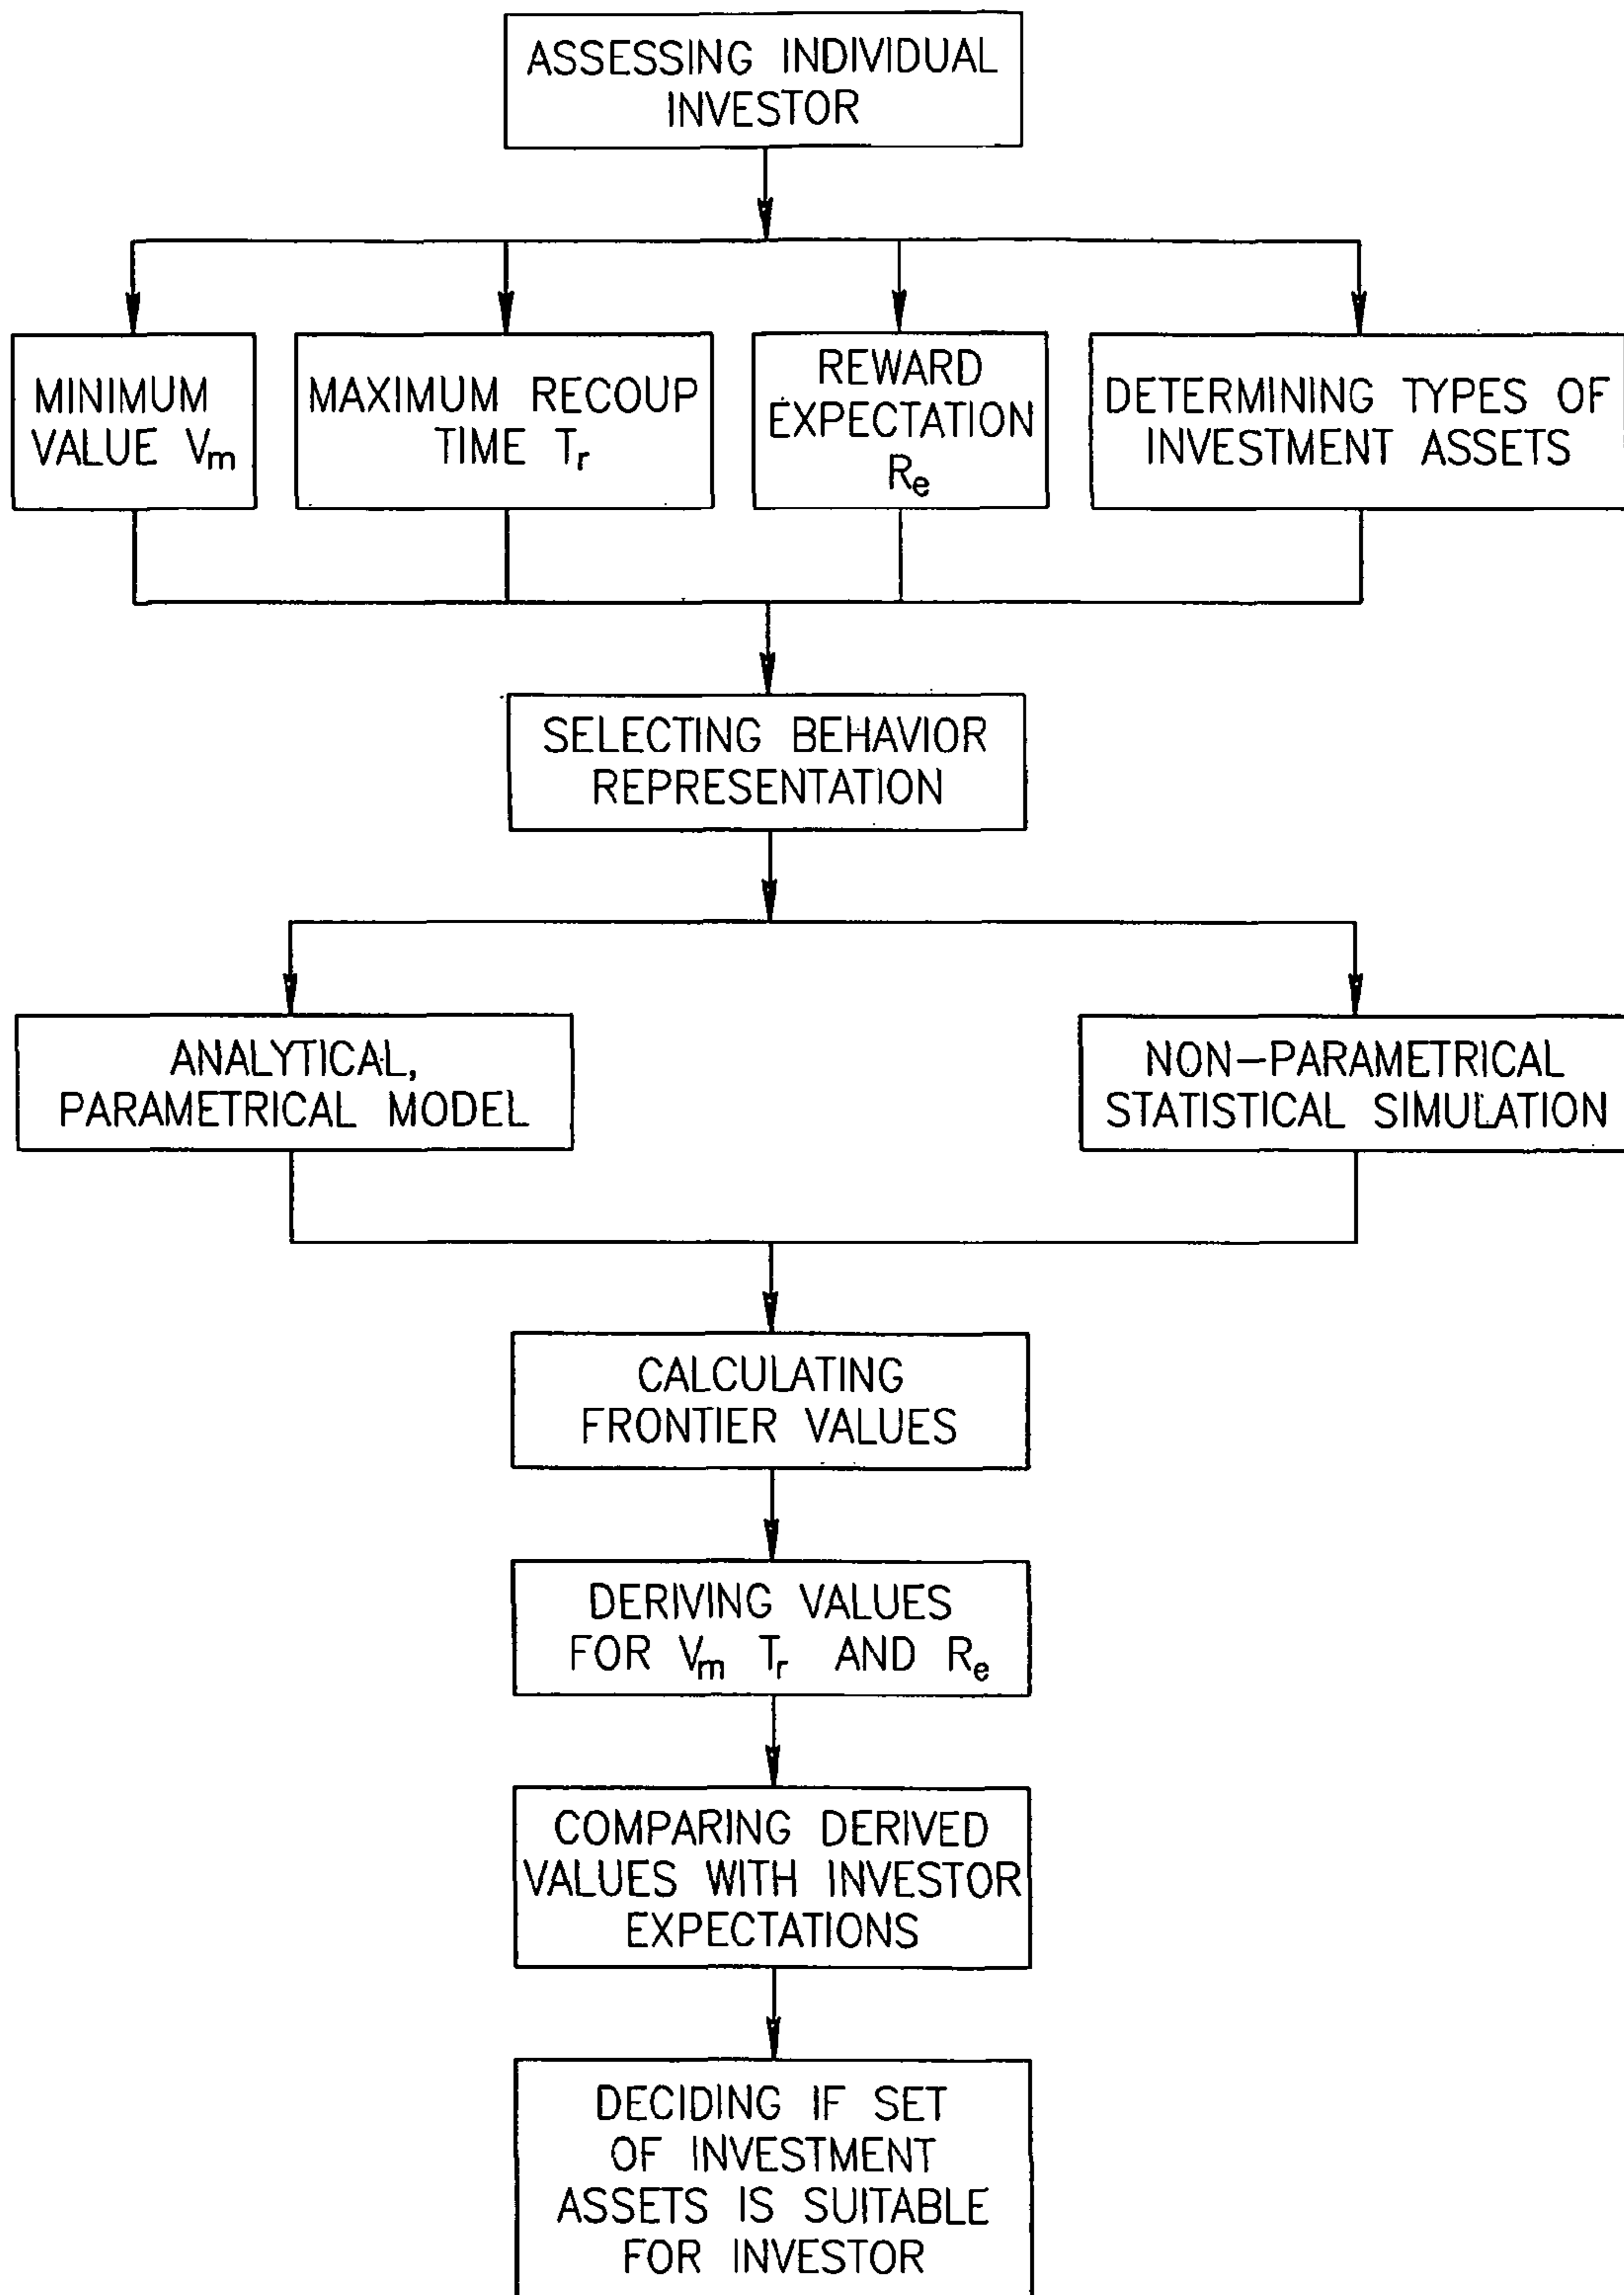 ASSESSING INDIVIDUAL
INVESTOR
MINIMUM
VALUE Vm
MAXIMUM RECOUP
TIME Tr
REWARD
EXPECTATION
Re
DETERMINING TYPES OF
INVESTMENT ASSETS
SELECTING BEHAVIOR
REPRESENTATION
ANALYTICAL,
PARAMETRICAL MODEL
NON-PARAMETRICAL
STATISTICAL SIMULATION
CALCULATING
FRONTIER VALUES
DERIVING VALUES
FOR Vm Tr AND Re
COMPARING DERIVED
VALUES WITH INVESTOR
EXPECTATIONS
DECIDING IF SET
OF INVESTMENT
ASSETS IS SUITABLE
FOR INVESTOR